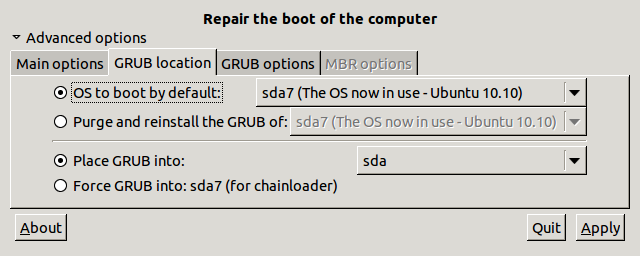 Repair the boot of the computer
Advanced options
Main options GRUB location GRUB options MBR options
OS to boot by default: sda7 (The OS now in use - Ubuntu 10.10)
Purge and reinstall the GRUB of: sda7 (The OS now in use - Ubuntu 10.10)
Place GRUB into: sda
Force GRUB into: sda7 (for chainloader)
About Quit Apply